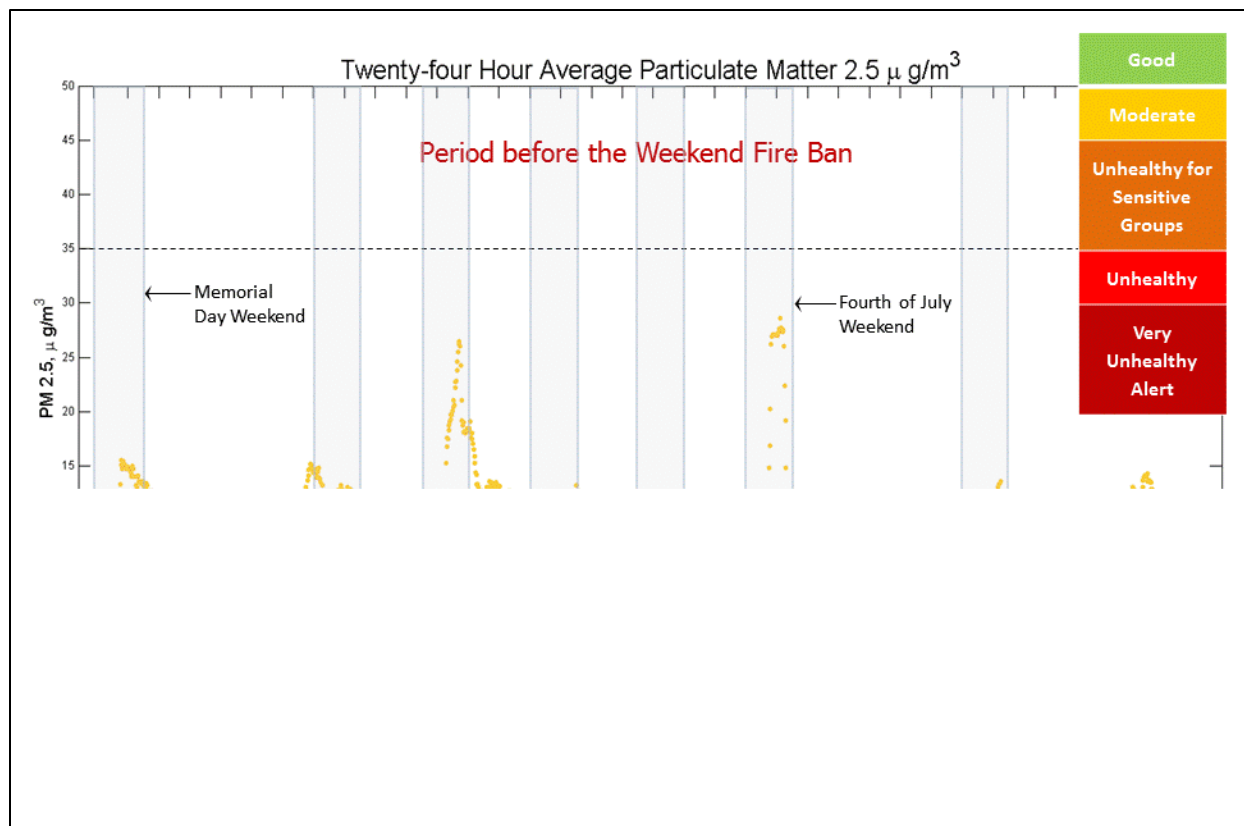 Twenty-four Hour Average Particulate Matter 2.5 μ g/m³
Good
Moderate
Unhealthy for
Sensitive
Groups
Unhealthy
Very
Unhealthy
Alert
Period before the Weekend Fire Ban
50
45
40
35
30
25
20
15
PM 2.5, μ g/m³
Memorial
Day Weekend
Fourth of July
Weekend